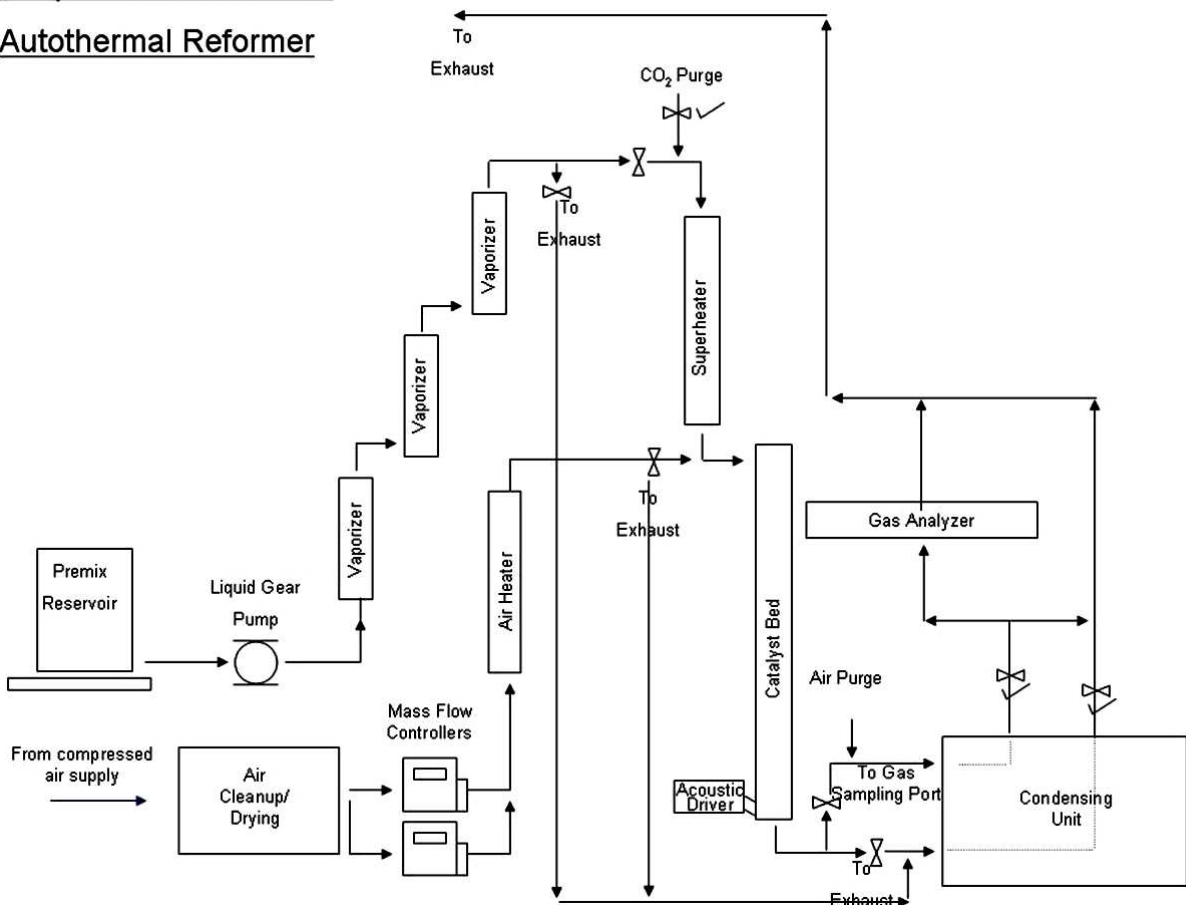 Autothermal Reformer
To
Exhaust
CO₂ Purge
To
Exhaust
Vaporizer
Superheater
Vaporizer
To
Exhaust
Vaporizer
Air Heater
Gas Analyzer
Premix
Reservoir
Liquid Gear
Pump
Catalyst Bed
Air Purge
Mass Flow
Controllers
From compressed
air supply
Air
Cleanup/
Drying
Acoustic
Driver
To Gas
Sampling Port
Condensing
Unit
To
Exhaust